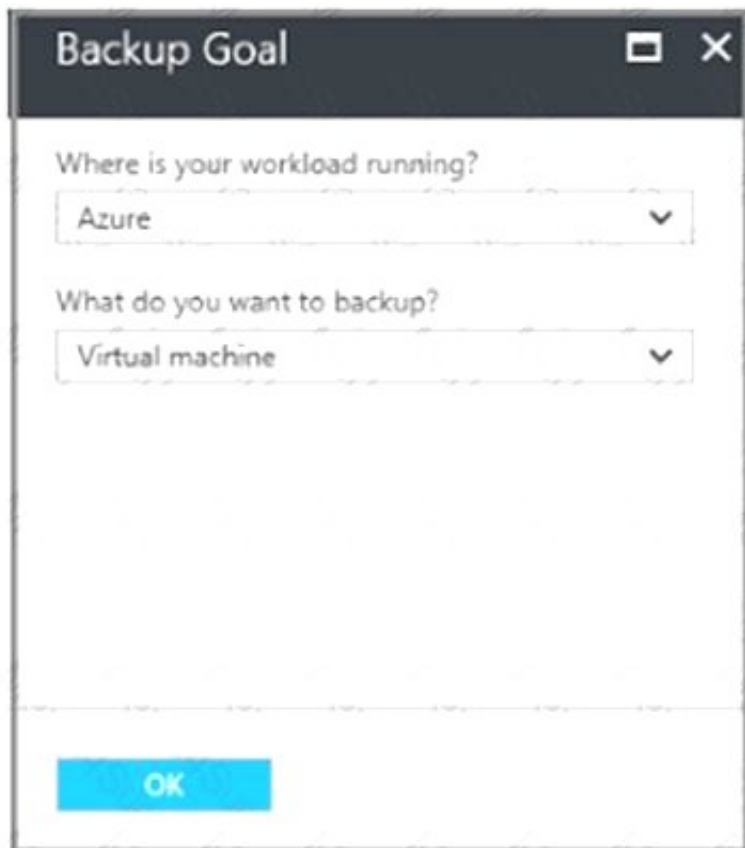 Backup Goal
Where is your workload running?
Azure
What do you want to backup?
Virtual machine
OK